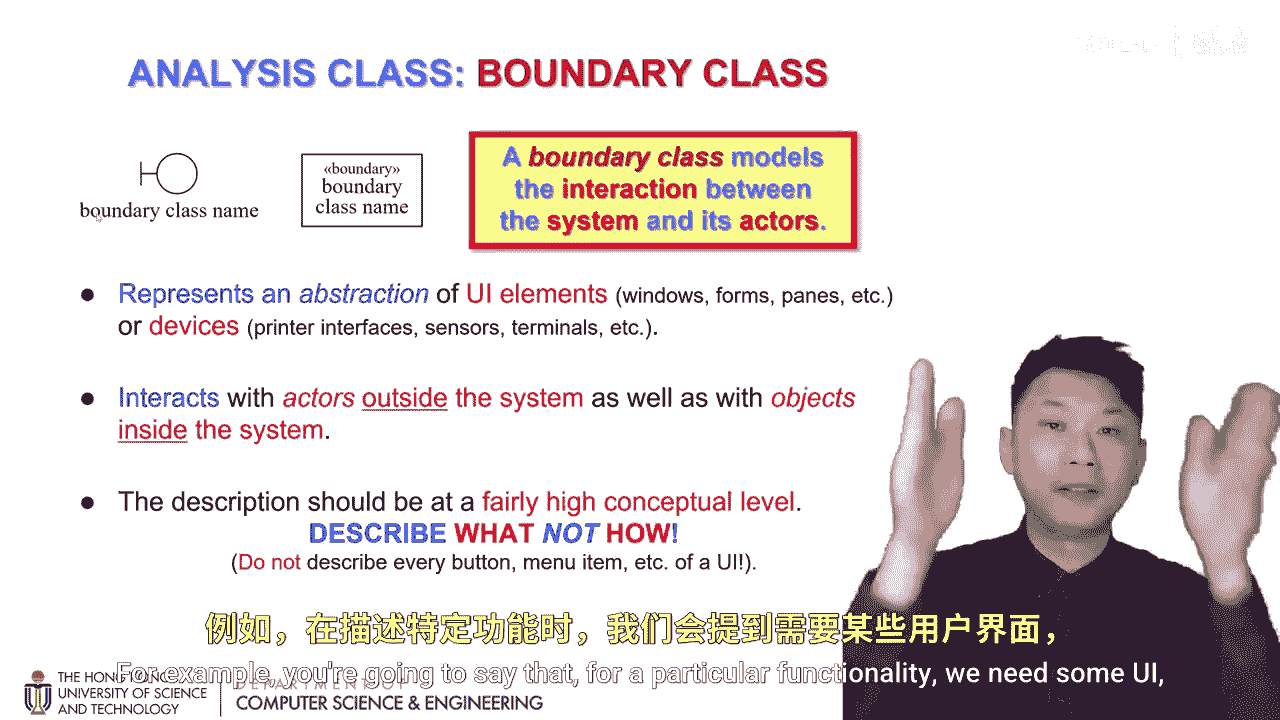 ANALYSIS CLASS: BOUNDARY CLASS
boundary class name
«boundary»
boundary
class name
A boundary class models
the interaction between
the system and its actors.
● Represents an abstraction of UI elements (windows, forms, panes, etc.)
or devices (printer interfaces, sensors, terminals, etc.).
● Interacts with actors outside the system as well as with objects
inside the system.
● The description should be at a fairly high conceptual level.
DESCRIBE WHAT NOT HOW!
(Do not describe every button, menu item, etc. of a UI!).
例如，在描述特定功能时，我们会提到需要某些用户界面，
For example, you're going to say that, for a particular functionality, we need some UI,
THE HONG KONG
UNIVERSITY OF SCIENCE
AND TECHNOLOGY
DEPARTMENT OF
COMPUTER SCIENCE & ENGINEERING